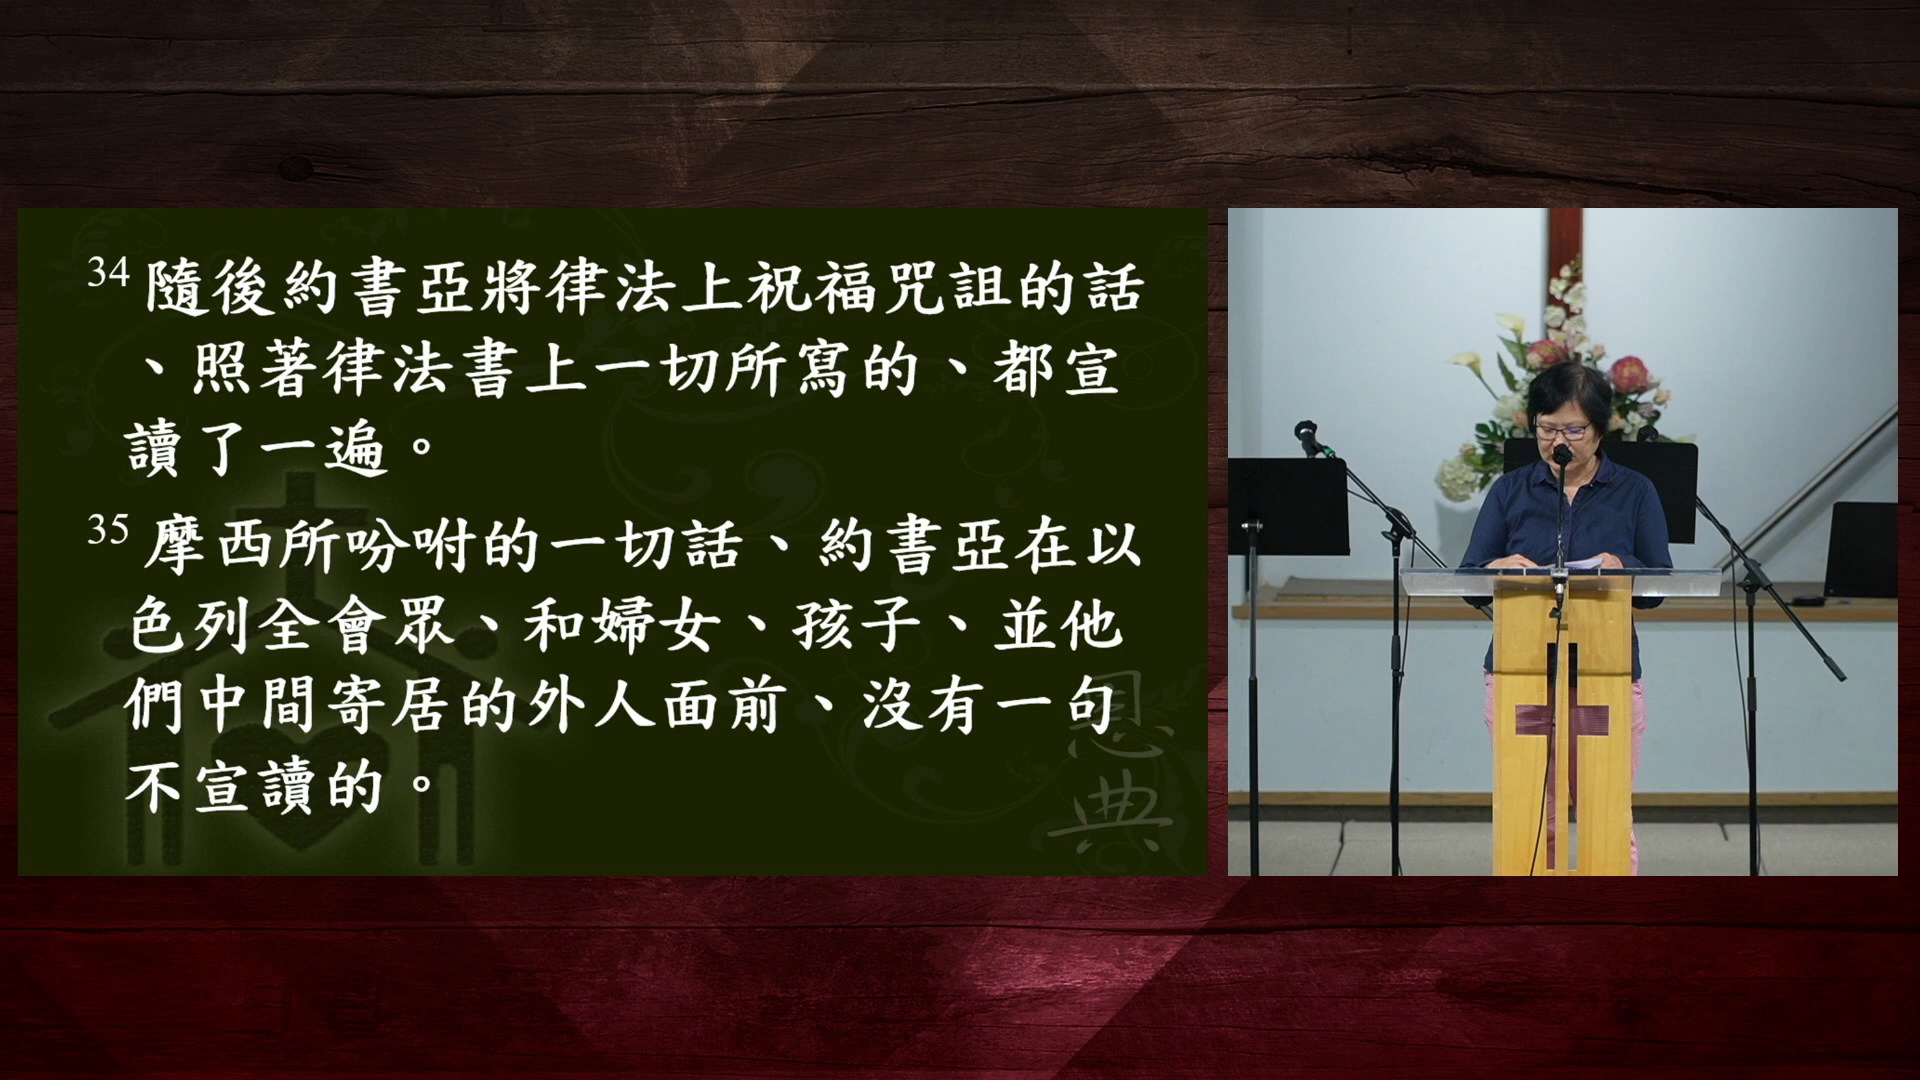 34 隨後約書亞將律法上祝福咒詛的話
、照著律法書上一切所寫的、都宣
讀了一遍。
35 摩西所吩咐的一切話、約書亞在以
色列全會眾、和婦女、孩子、並他
們中間寄居的外人面前、沒有一句
不宣讀的。
恩典